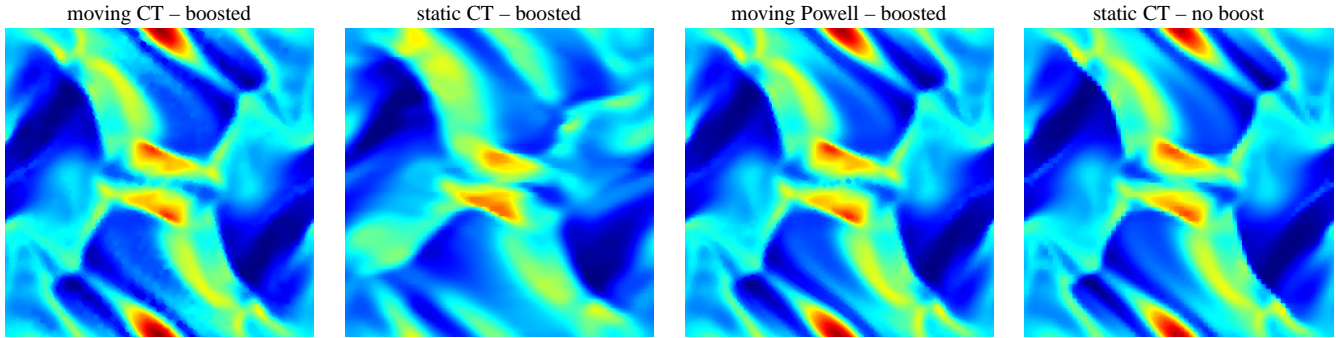 moving CT – boosted
static CT – boosted
moving Powell – boosted
static CT – no boost